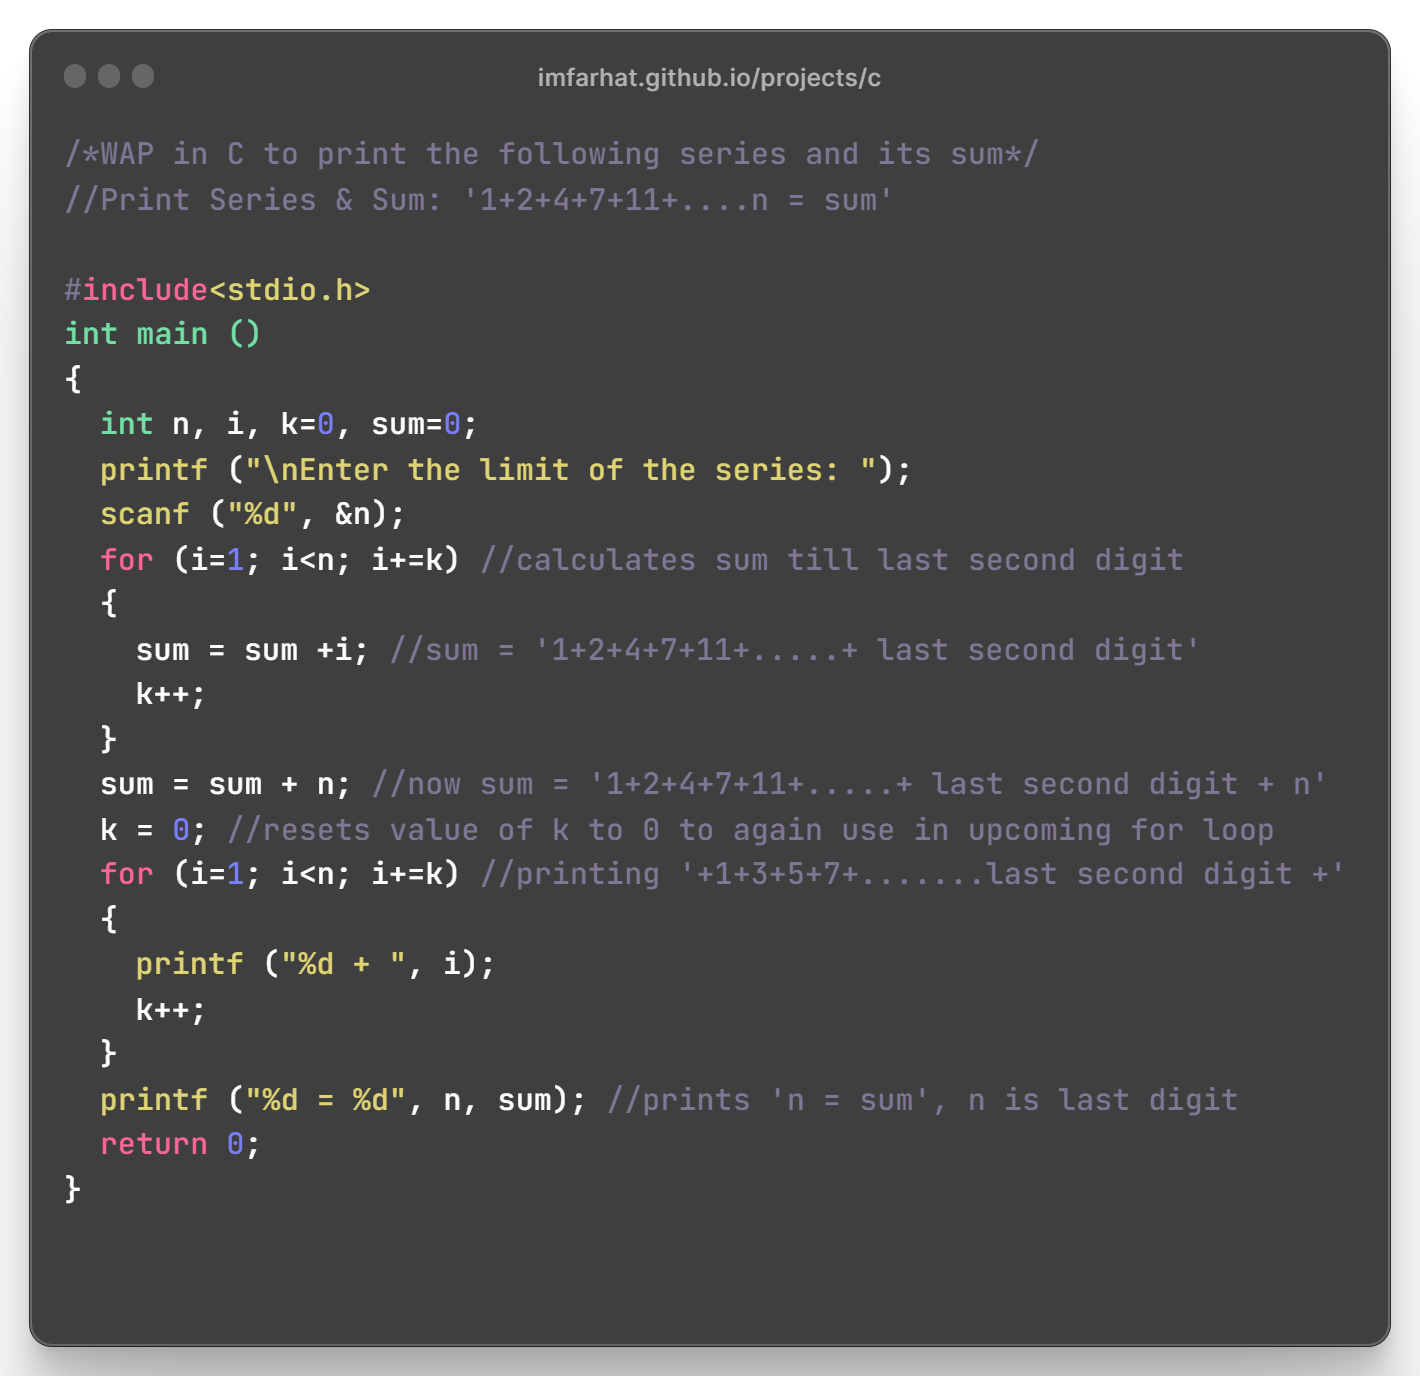 imfarhat.github.io/projects/c
/*WAP in C to print the following series and its sum*/
//Print Series & Sum: '1+2+4+7+11+....n = sum'
#include<stdio.h>
int main ()
{
int n, i, k=0, sum=0;
printf ("\nEnter the limit of the series: ");
scanf ("%d", &n);
for (i=1; i<n; i+=k) //calculates sum till last second digit
{
sum = sum +i; //sum = '1+2+4+7+11+.....+ last second digit'
k++;
}
sum = sum + n; //now sum = '1+2+4+7+11+.....+ last second digit + n'
k = 0; //resets value of k to 0 to again use in upcoming for loop
for (i=1; i<n; i+=k) //printing '+1+3+5+7+.......last second digit +'
{
printf ("%d + ", i);
k++;
}
printf ("%d = %d", n, sum); //prints 'n = sum', n is last digit
return 0;
}